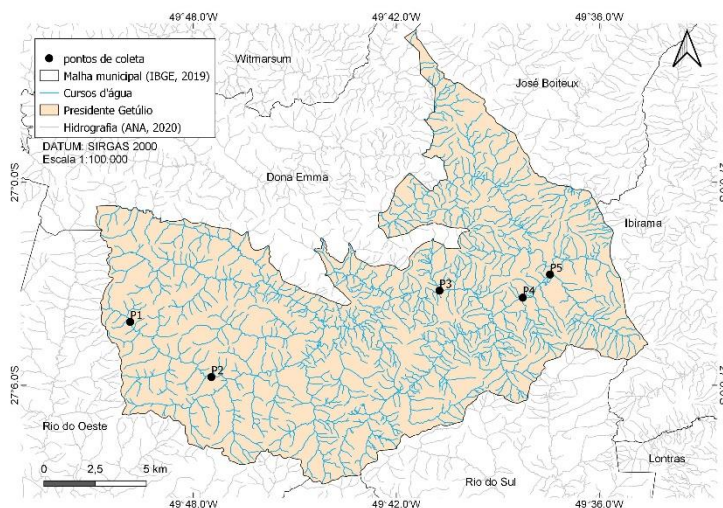 49°48.0'W 49°42.0'W 49°36.0'W
pontos de coleta
Malha municipal (IBGE, 2019)
Cursos d'água
Presidente Getúlio
Hidrografia (ANA, 2020)
DATUM: SIRGAS 2000
Escala 1:100.000
Witmarsum
José Boiteux
Dona Emma
27°0.0'S
Ibirama
P5
P3
P4
P1
P2
27°6.0'S
Rio do Oeste
Lontras
Rio do Sul
0 2,5 5 km
49°48.0'W 49°42.0'W 49°36.0'W